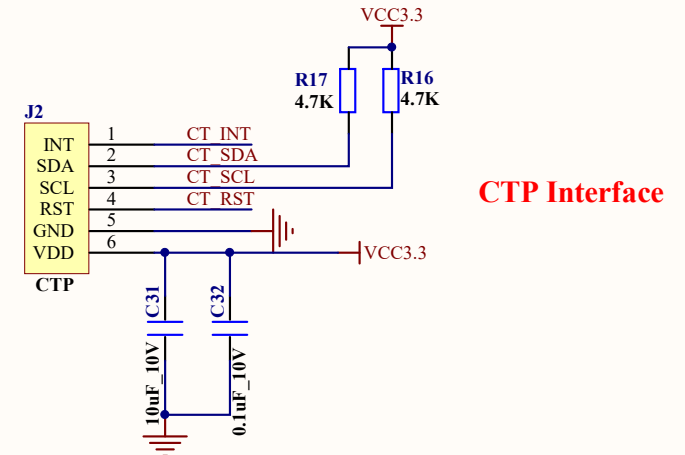 VCC3.3
R17
4.7K
R16
4.7K
J2
INT 1 CT_INT
SDA 2 CT_SDA
SCL 3 CT_SCL
RST 4 CT_RST
GND 5
VDD 6
VCC3.3
CTP
CTP Interface
C31
10uF_10V
C32
0.1uF_10V